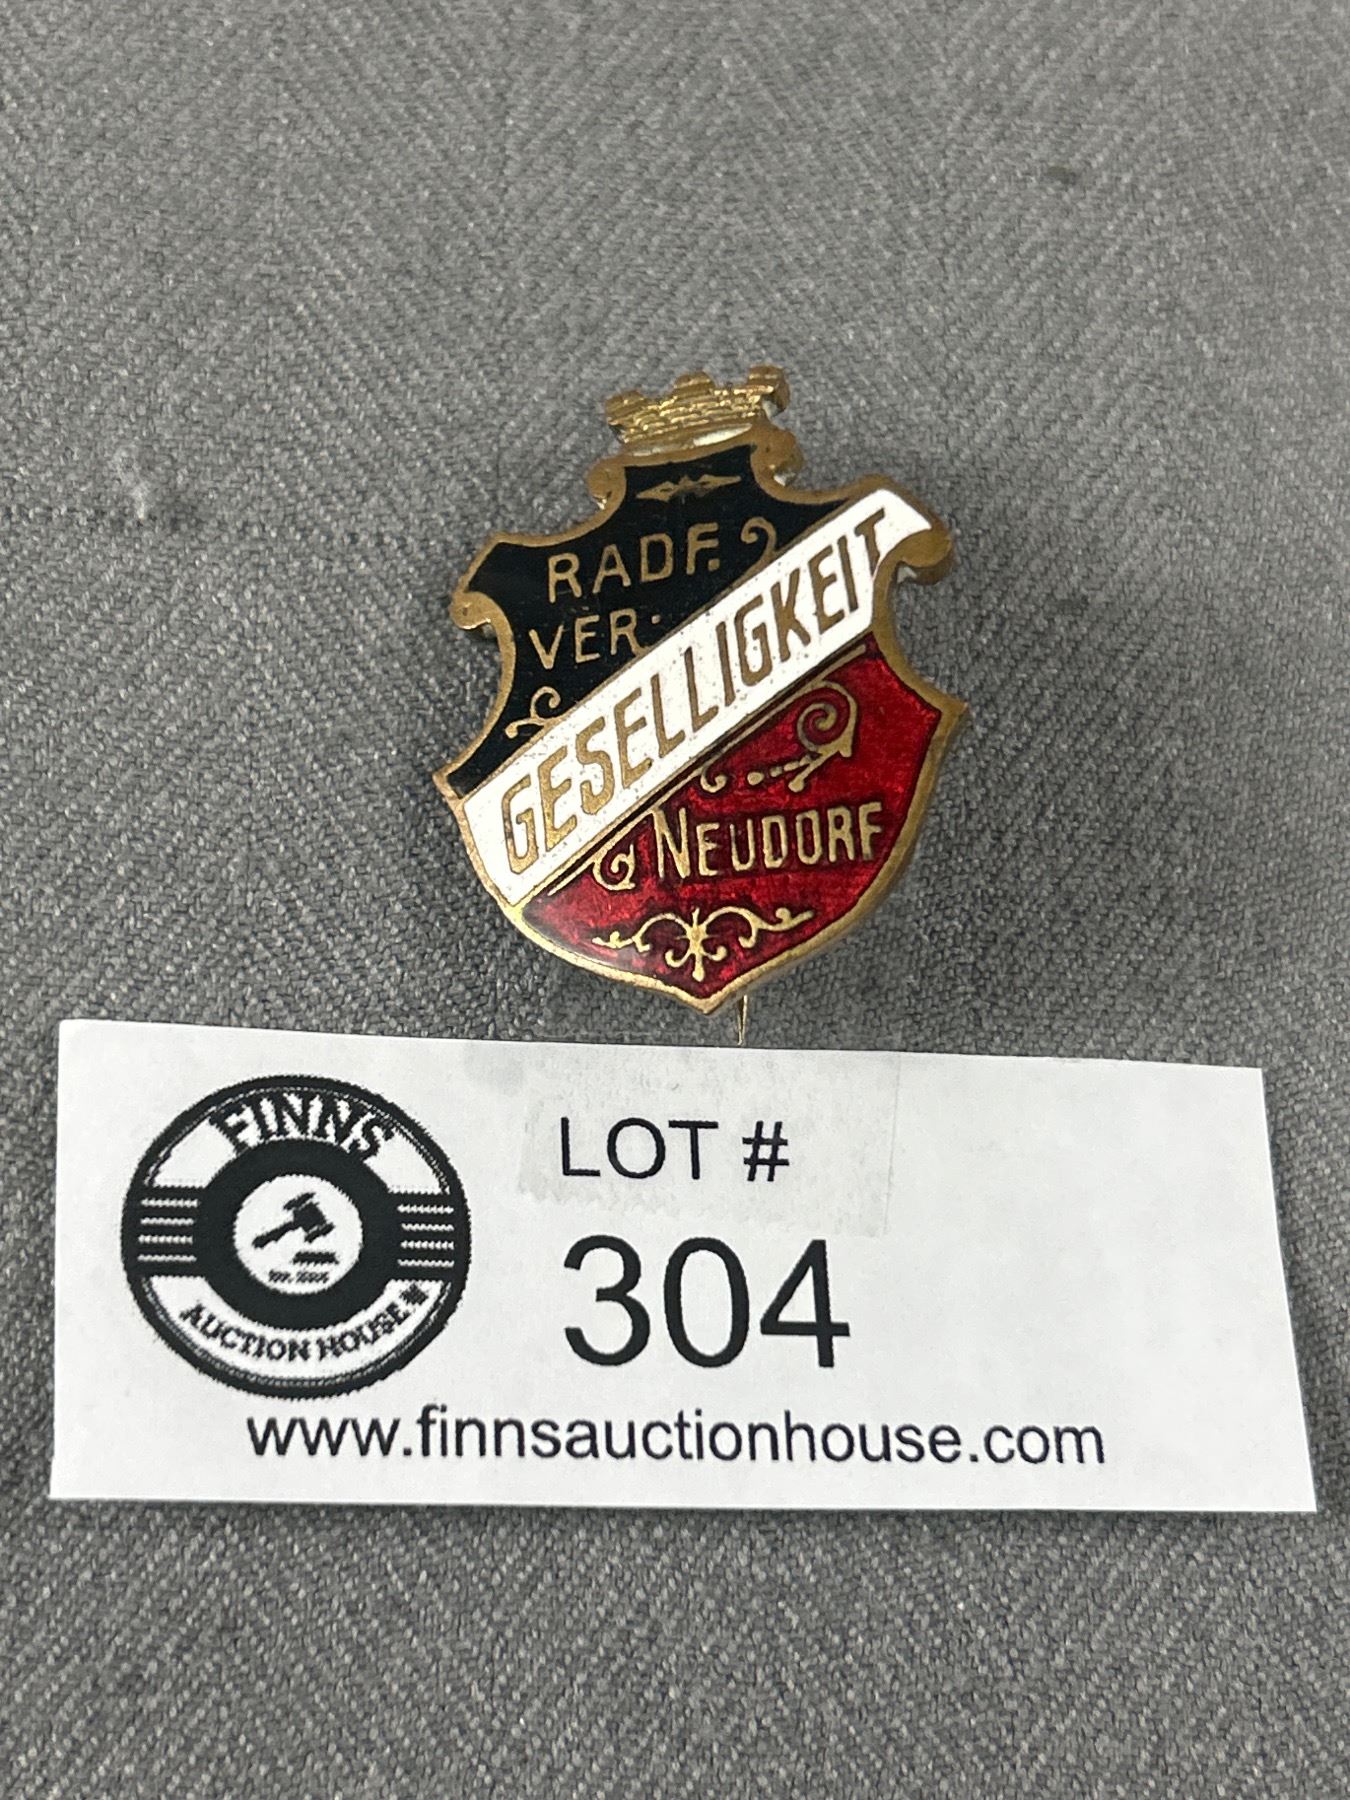 RADF.
VER.
GESELLIGKEIT
NEUDORF
FINNS
AUCTION HOUSE
LOT #
304
www.finnsauctionhouse.com